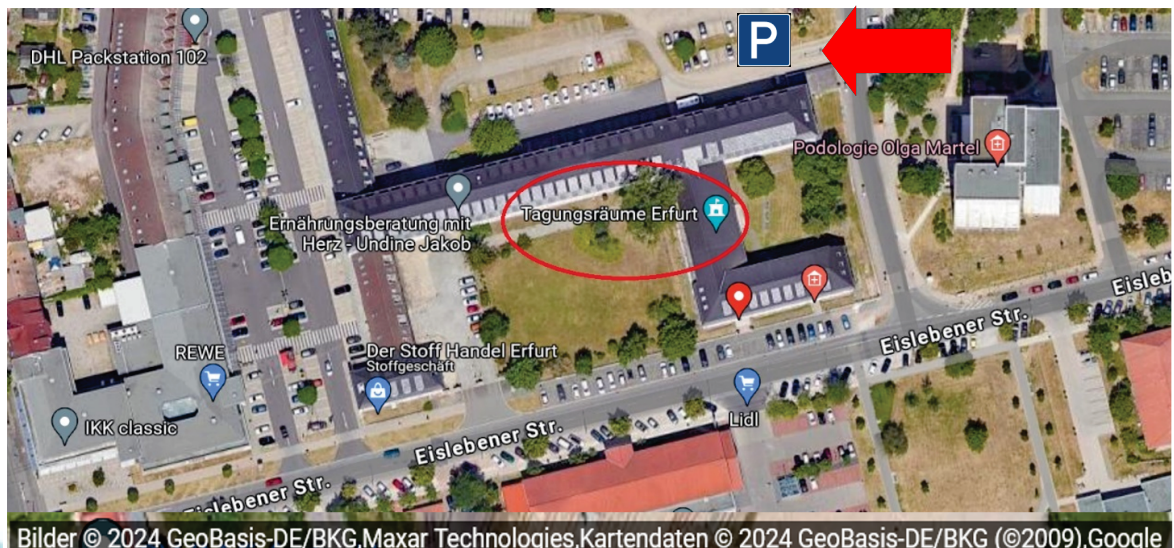 P
DHL Packstation 102
Podologie Olga Martel
Tagungsräume Erfurt
Ernährungsberatung mit
Herz - Undine Jakob
Eisleb
Eislebener Str.
REWE
Der Stoff Handel Erfurt
Stoffgeschäft
Lidl
IKK classic
Eislebener Str.
Eislebener Str.
Bilder © 2024 GeoBasis-DE/BKG,Maxar Technologies,Kartendaten © 2024 GeoBasis-DE/BKG (©2009),Google